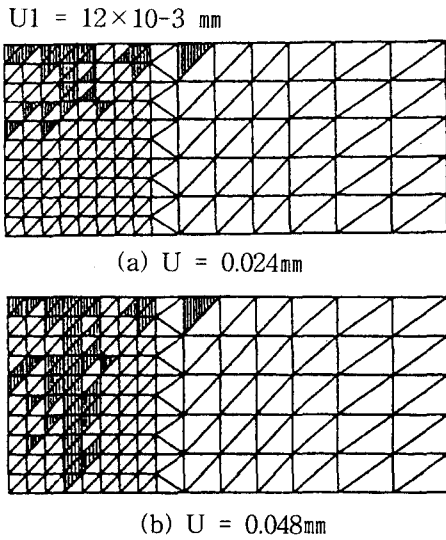 U1 = 12×10-3 mm
(a) U = 0.024mm
(b) U = 0.048mm